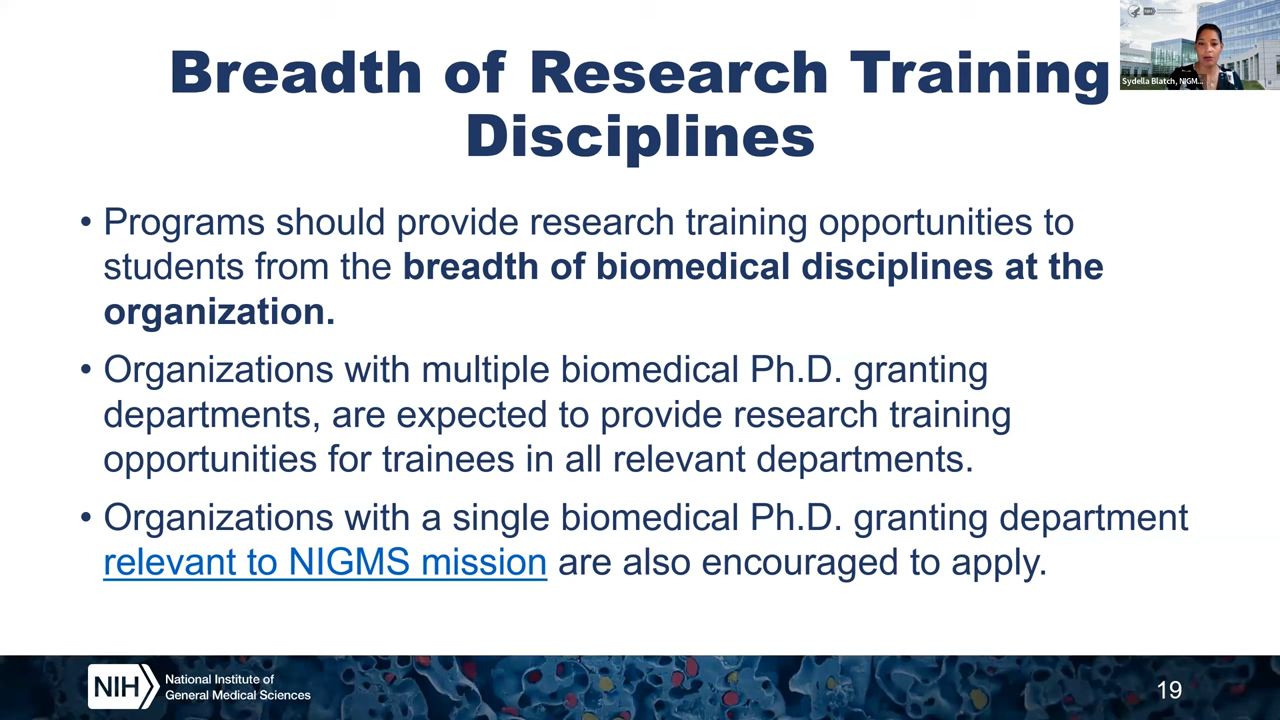 Breadth of Research Training
Disciplines
Sydella Blatch, NIGM...
• Programs should provide research training opportunities to
students from the breadth of biomedical disciplines at the
organization.
• Organizations with multiple biomedical Ph.D. granting
departments, are expected to provide research training
opportunities for trainees in all relevant departments.
• Organizations with a single biomedical Ph.D. granting department
relevant to NIGMS mission are also encouraged to apply.
NIH
National Institute of
General Medical Sciences
19